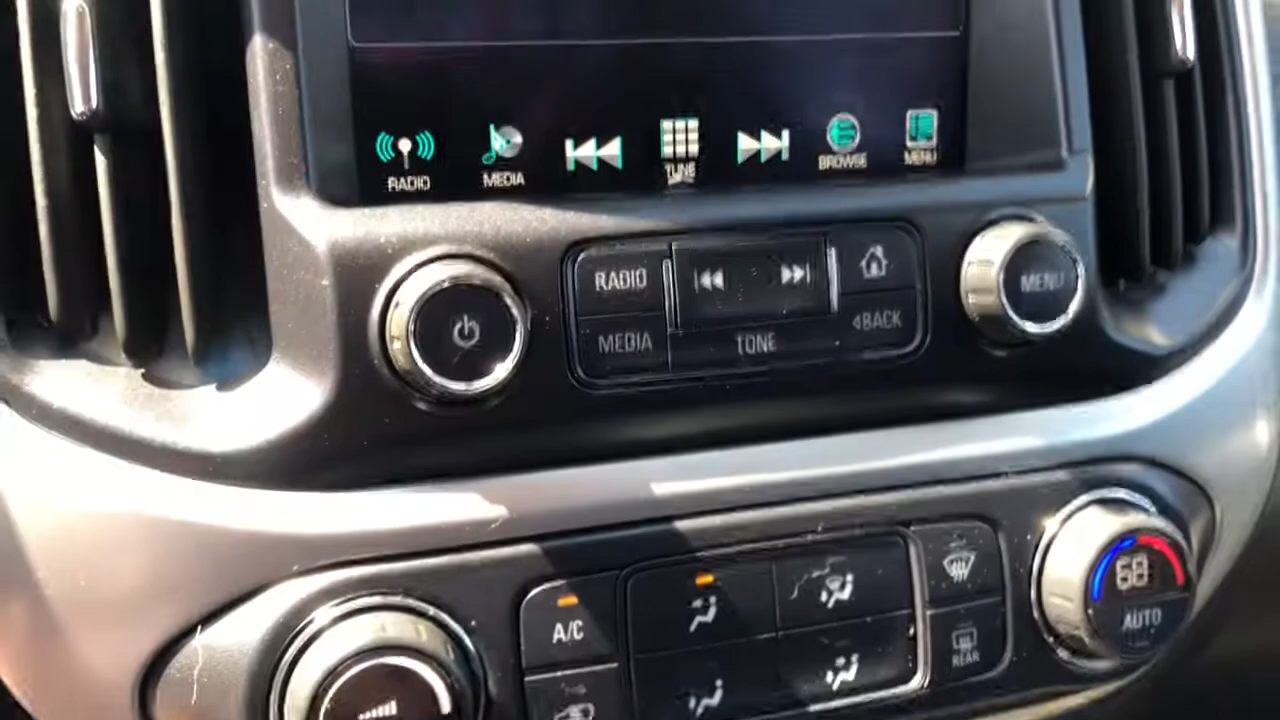 RADIO
MEDIA
TUNE
BROWSE
MENU
RADIO
MENU
MEDIA
TONE
BACK
68
A/C
AUTO
REAR